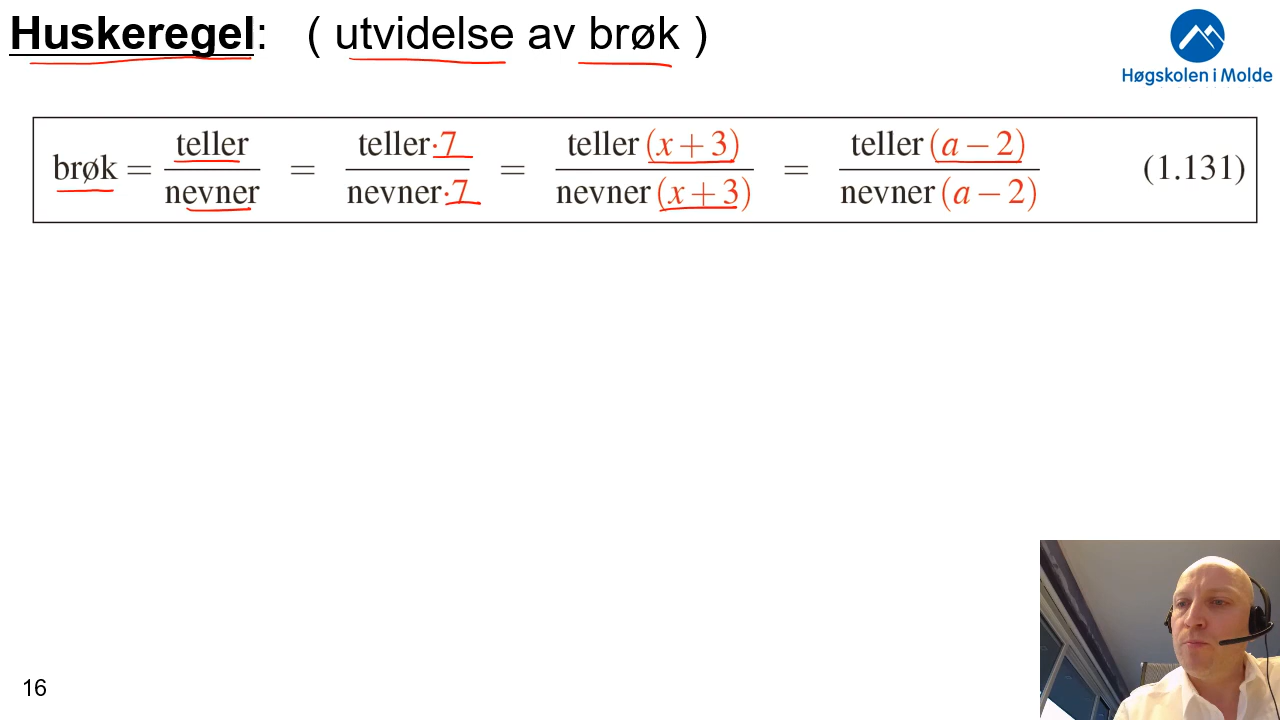 Huskeregel: ( utvidelse av brøk )
Høgskolen i Molde
brøk = teller/nevner = teller·7/nevner·7 = teller (x + 3)/nevner (x + 3) = teller (a − 2)/nevner (a − 2) (1.131)
16